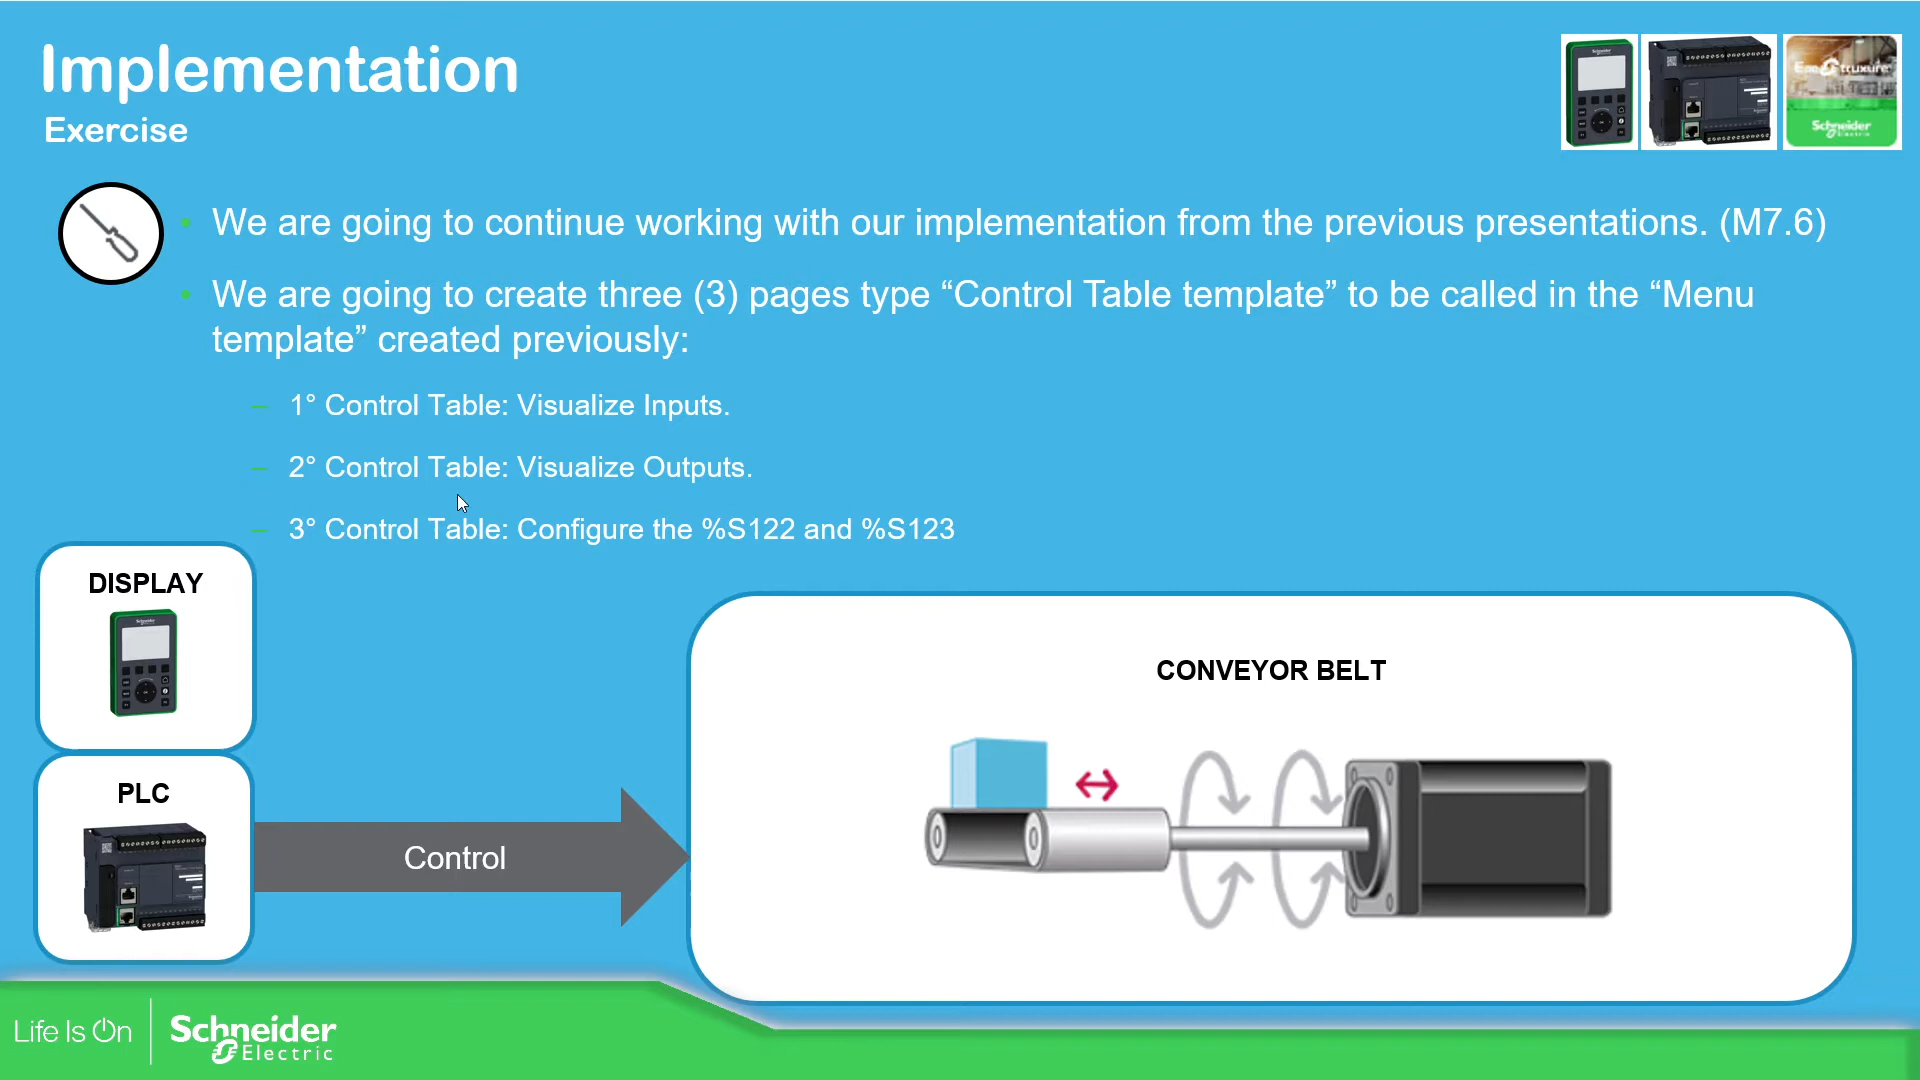 Implementation
Exercise
We are going to continue working with our implementation from the previous presentations. (M7.6)
We are going to create three (3) pages type “Control Table template” to be called in the “Menu
template” created previously:
1° Control Table: Visualize Inputs.
2° Control Table: Visualize Outputs.
3° Control Table: Configure the %S122 and %S123
DISPLAY
PLC
Control
CONVEYOR BELT
Life Is On
Schneider
Electric
Schneider
Electric